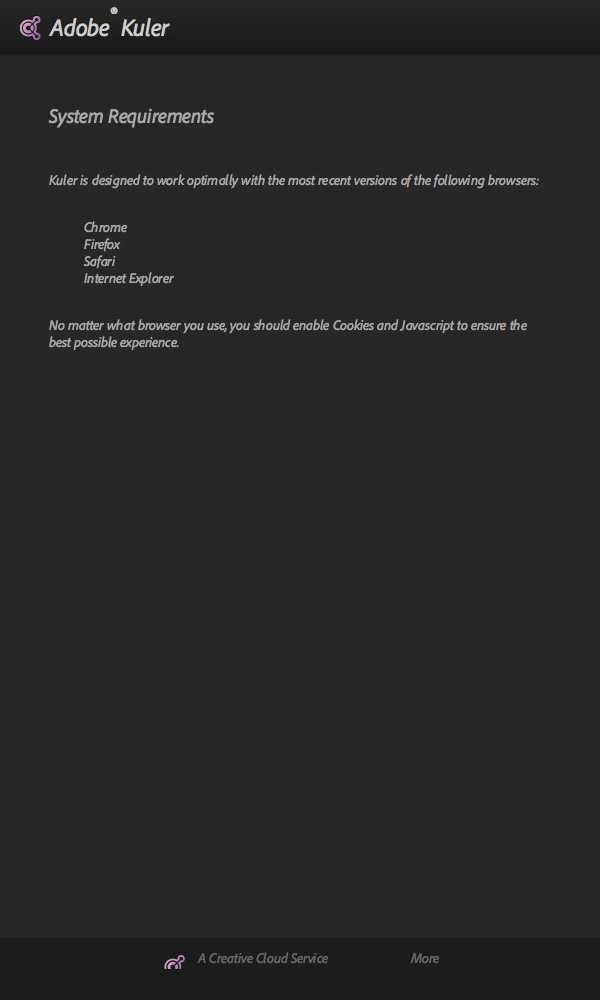 Adobe® Kuler
System Requirements
Kuler is designed to work optimally with the most recent versions of the following browsers:
Chrome
Firefox
Safari
Internet Explorer
No matter what browser you use, you should enable Cookies and Javascript to ensure the
best possible experience.
A Creative Cloud Service
More